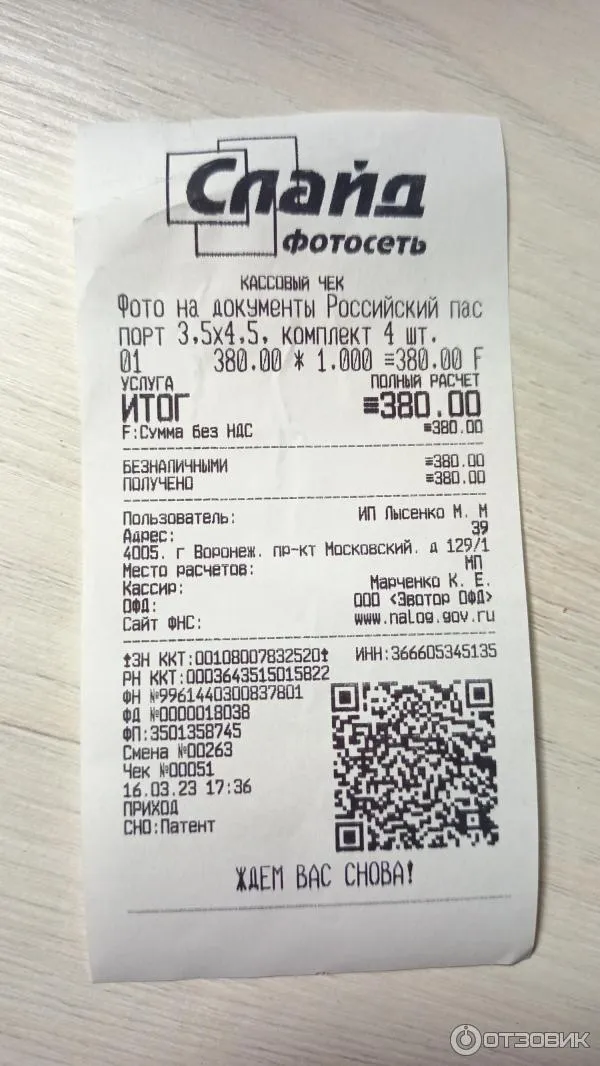 Слайд
фотосеть
КАССОВЫЙ ЧЕК
Фото на документы Российский пас
порт 3,5x4,5, комплект 4 шт.
01 380.00 * 1.000 ≡380.00 F
УСЛУГА ПОЛНЫЙ РАСЧЕТ
ИТОГ ≡380.00
F:Сумма без НДС ≡380.00
БЕЗНАЛИЧНЫМИ ≡380.00
ПОЛУЧЕНО ≡380.00
Пользователь: ИП Лысенко М. М
Адрес: 39
4005. г Воронеж. пр-кт Московский. д 129/1
Место расчетов: МП
Кассир: Марченко К. Е.
ОФД: ООО <Эвотор ОФД>
Сайт ФНС: www.nalog.gov.ru
!ЗН ККТ:00108007832520! ИНН:366605345135
РН ККТ:0003643515015822
ФН №9961440300837801
ФД №0000018038
ФП:3501358745
Смена №00263
Чек №00051
16.03.23 17:36
ПРИХОД
СНО:Патент
ЖДЕМ ВАС СНОВА!
ОТЗОВИК